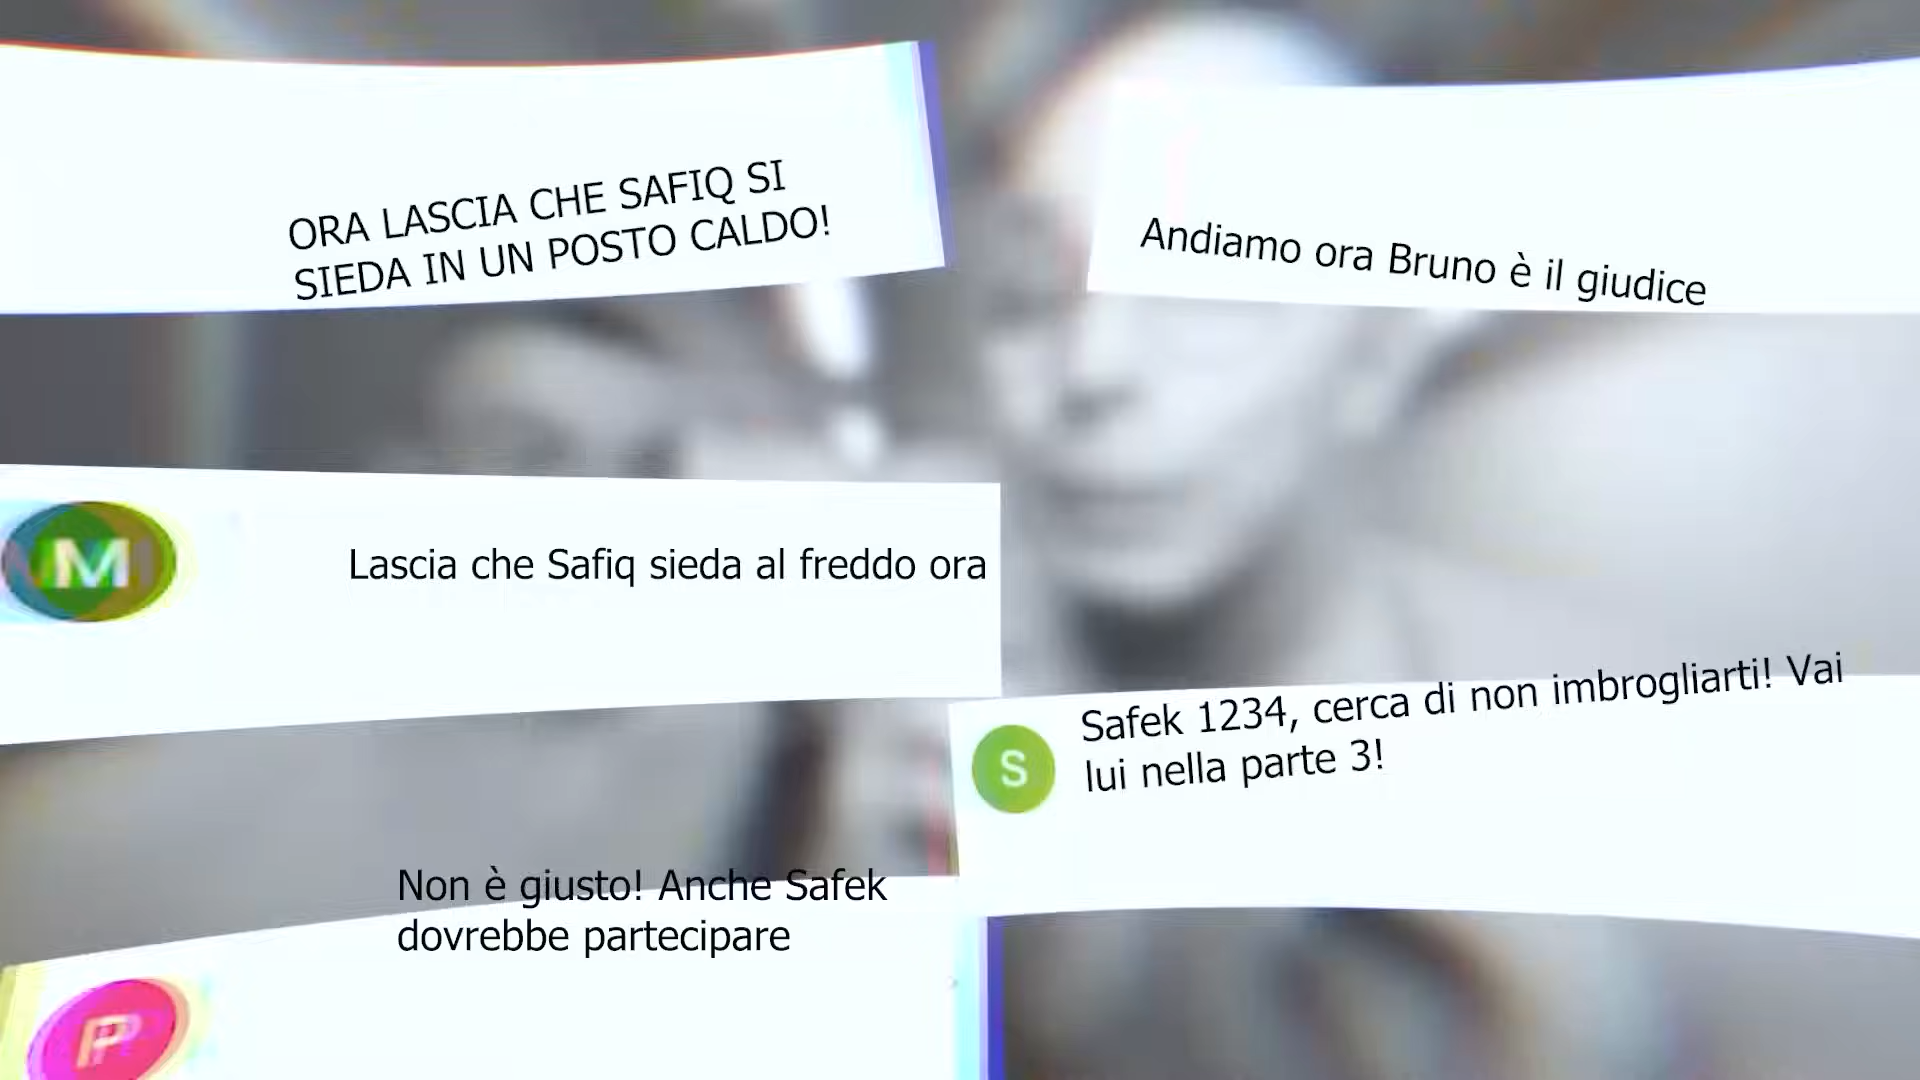 ORA LASCIA CHE SAFIQ SI
SIEDA IN UN POSTO CALDO!
Andiamo ora Bruno è il giudice
M
Lascia che Safiq sieda al freddo ora
S
Safek 1234, cerca di non imbrogliarti! Vai
lui nella parte 3!
Non è giusto! Anche Safek
dovrebbe partecipare
P